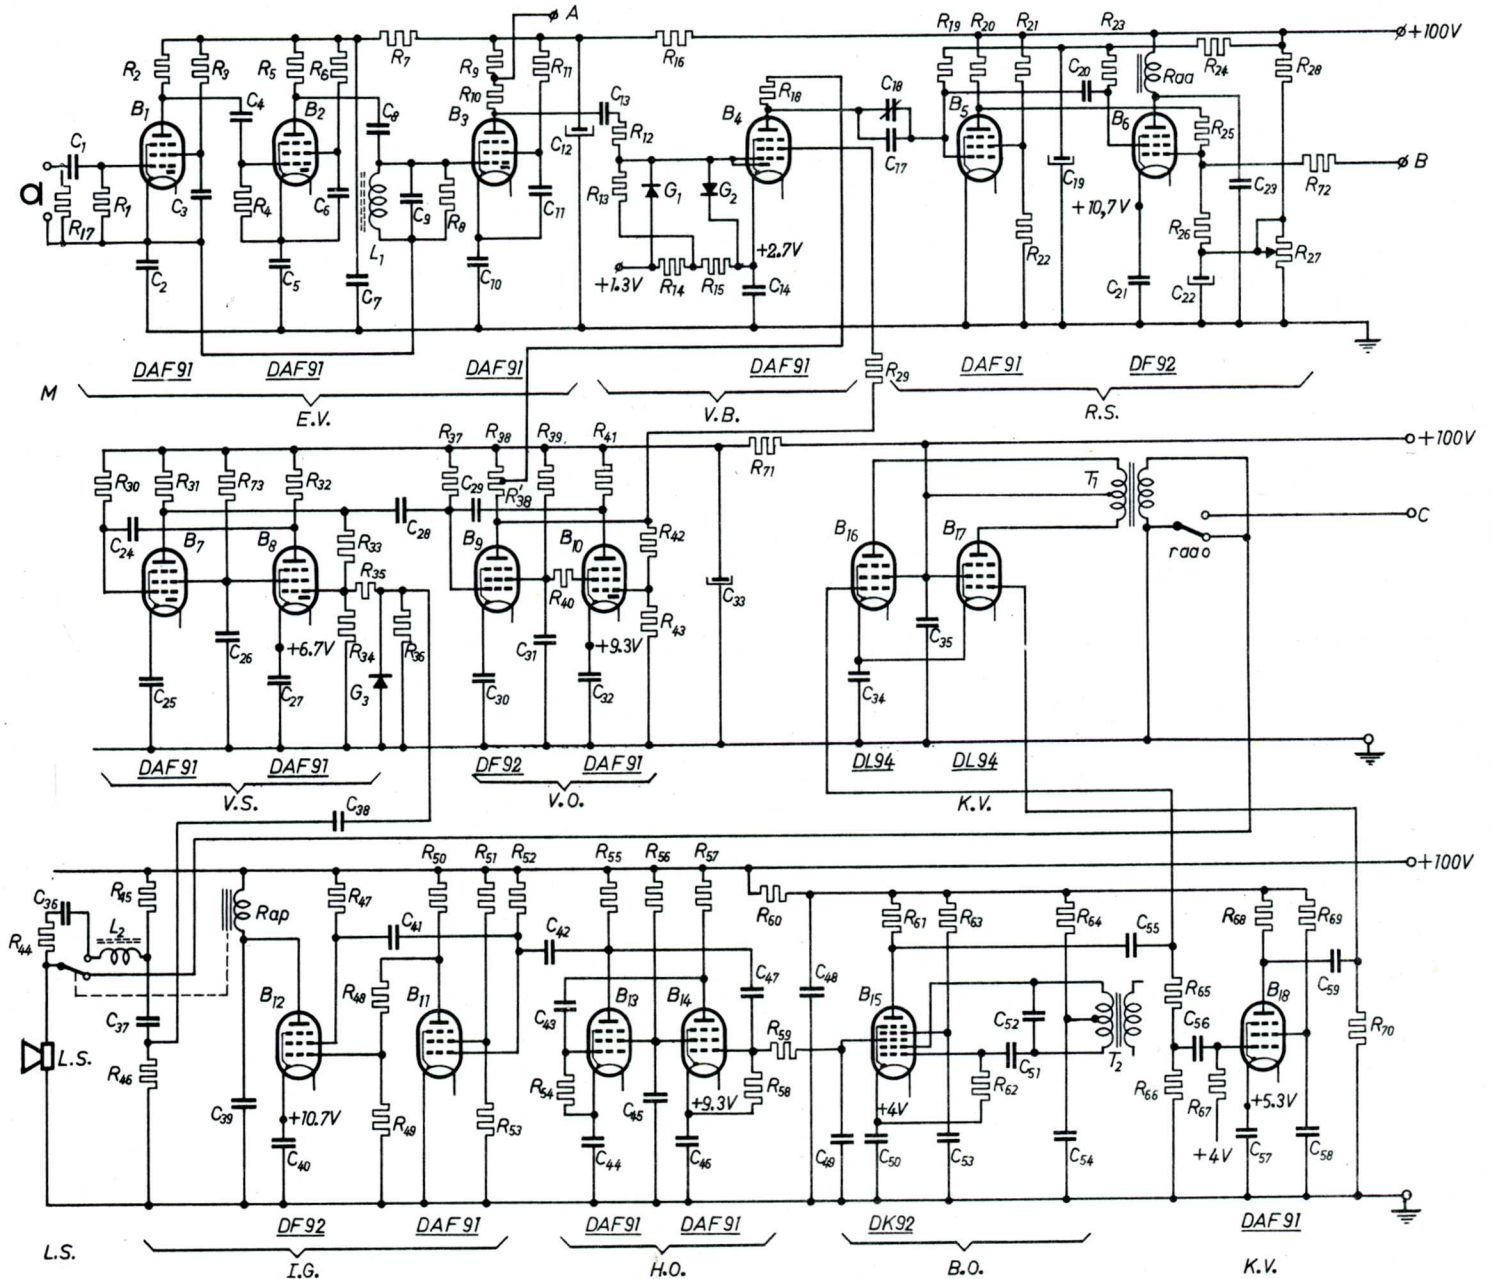 A
+100V
R2 R3 R5 R6 R7 R9 R11 R16 R19 R20 R21 R23 R24 R28
R10 R18 C20 Raa
C1 B1 C4 B2 C8 B3 C13 R12 B4 C18 C17 B5 B6 R25
B
R72
R17 R1 C3 R4 C6 C9 R8 C11 C12 R13 G1 G2 C19 +10,7V R26 C23 R27
L1 +2.7V R22
C2 C5 C7 C10 +1.3V R14 R15 C14 C21 C22
DAF91 DAF91 DAF91 DAF91 DAF91 DF92
R29
M E.V. V.B. R.S.
R37 R38 R39 R41 R71 +100V
R30 R31 R73 R32 C29 R'38 T1
C24 B7 B8 R33 C28 B9 B10 R42 B16 B17 C
raao
R35 R40 C33
C26 +6.7V R34 R36 C31 +9.3V R43 C35
C25 C27 G3 C30 C32 C34
DAF91 DAF91 DF92 DAF91 DL94 DL94
V.S. V.O. K.V.
C38
R50 R51 R52 R55 R56 R57 +100V
C36 R45 Rap R47 R60 R61 R63 R64 R68 R69
R44 L2 C41 C42 C55
C47 C48 C59
B12 R48 B11 C43 B13 B14 B15 C52 R65 B18
C37 R59 C51 T2 C56 R70
L.S. R46 R54 R58 R62 R66 R67
C39 +10.7V R49 R53 C45 +9.3V +4V +5.3V
C40 C44 C46 C49 C50 C53 C54 +4V C57 C58
DF92 DAF91 DAF91 DAF91 DK92 DAF91
L.S. I.G. H.O. B.O. K.V.